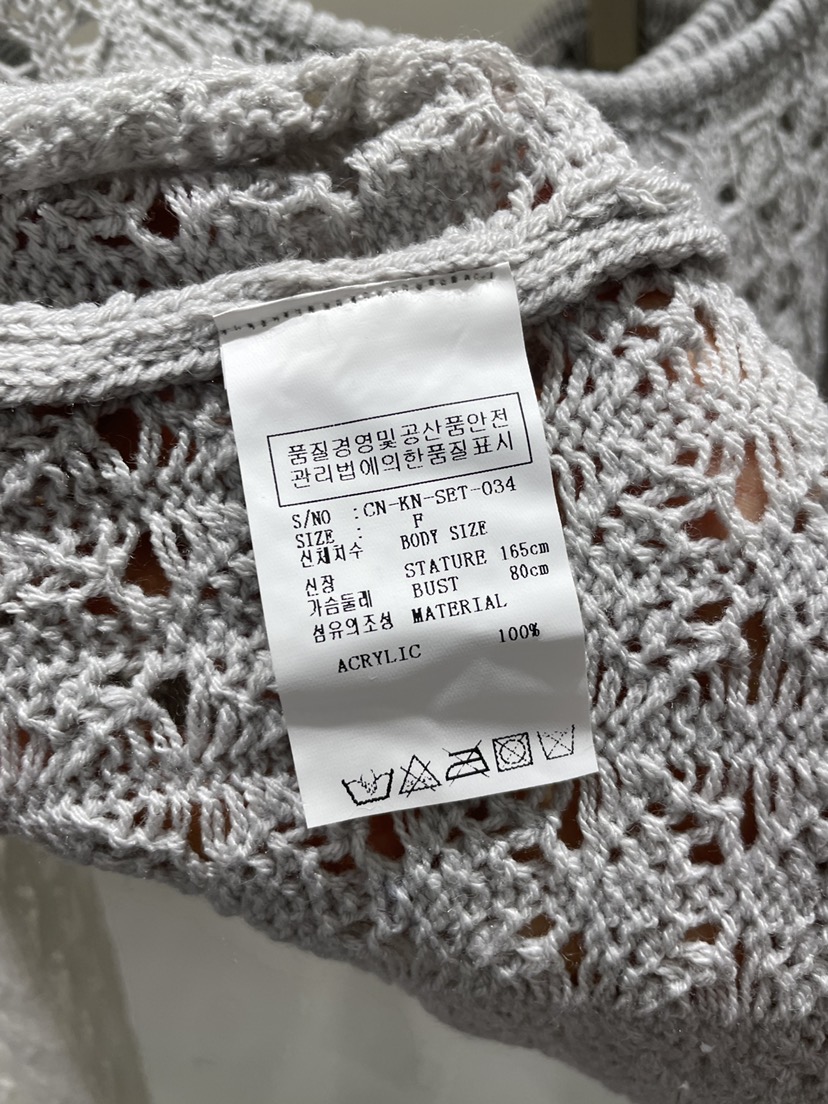 품질경영및공산품안전
관리법에의한품질표시
S/NO :CN-KN-SET-034
SIZE : F
신체치수 BODY SIZE
신장 STATURE 165cm
가슴둘레 BUST 80cm
섬유의조성 MATERIAL
ACRYLIC 100%